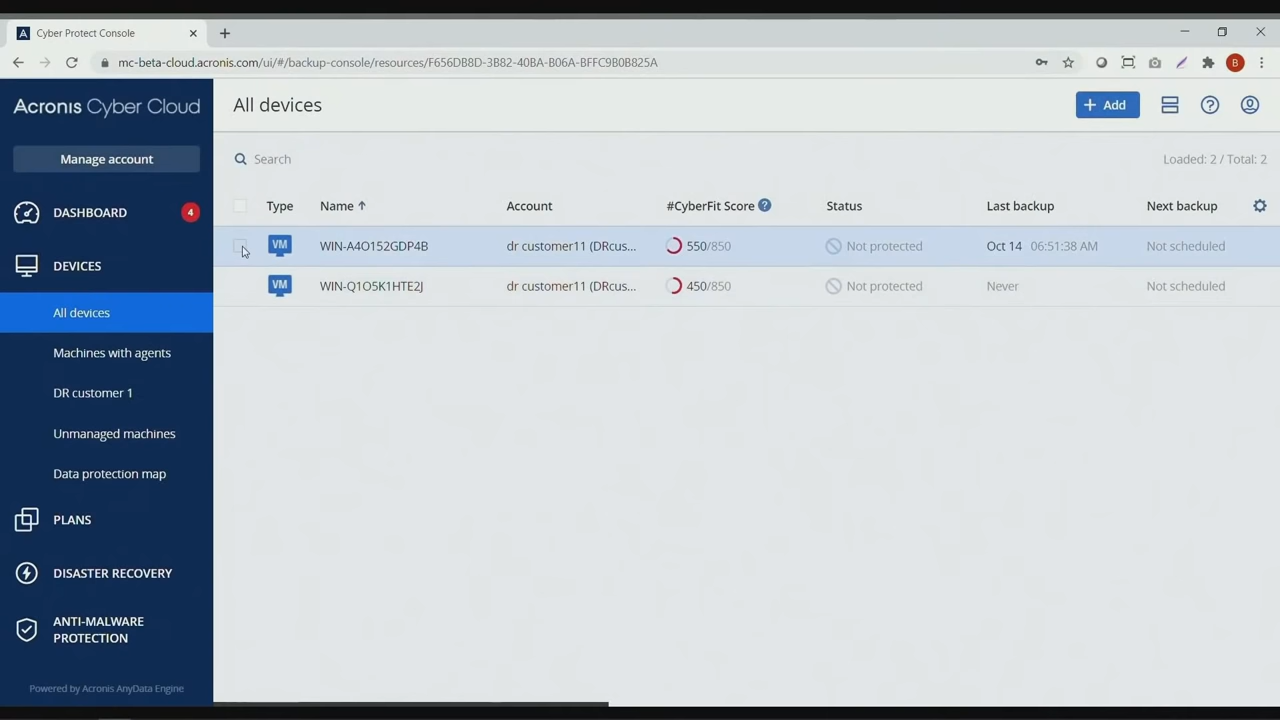 Cyber Protect Console
mc-beta-cloud.acronis.com/ui/#/backup-console/resources/F656DB8D-3B82-40BA-B06A-BFFC9B0B825A
B
Acronis Cyber Cloud
All devices
+ Add
Manage account
Search
Loaded: 2 / Total: 2
DASHBOARD 4
Type Name Account #CyberFit Score Status Last backup Next backup
VM WIN-A4O152GDP4B dr customer11 (DRcus... 550/850 Not protected Oct 14 06:51:38 AM Not scheduled
DEVICES
VM WIN-Q1O5K1HTE2J dr customer11 (DRcus... 450/850 Not protected Never Not scheduled
All devices
Machines with agents
DR customer 1
Unmanaged machines
Data protection map
PLANS
DISASTER RECOVERY
ANTI-MALWARE
PROTECTION
Powered by Acronis AnyData Engine